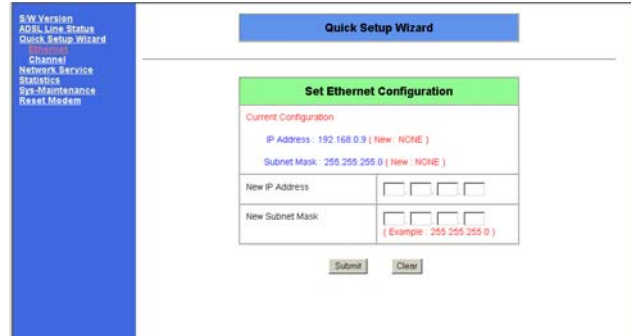 S/W Version
ADSL Line Status
Quick Setup Wizard
Ethernet
Channel
Network Service
Statistics
Sys-Maintenance
Reset Modem
Quick Setup Wizard
Set Ethernet Configuration
Current Configuration
IP Address : 192.168.0.9 ( New : NONE )
Subnet Mask : 255.255.255.0 ( New : NONE )
New IP Address
. . .
New Subnet Mask
. . .
( Example : 255.255.255.0 )
Submit Clear